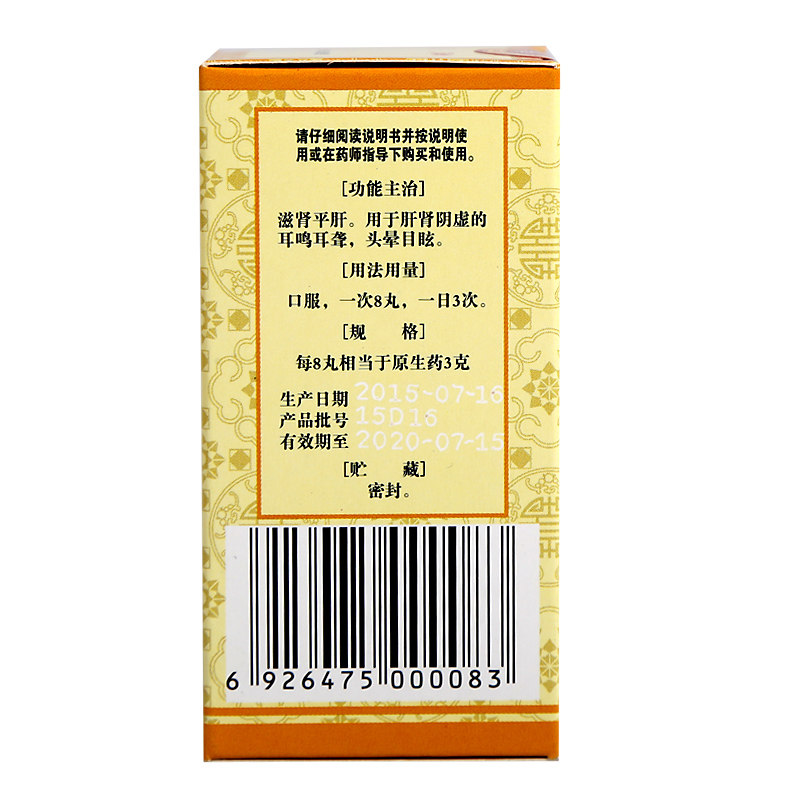 请仔细阅读说明书并按说明使
用或在药师指导下购买和使用。
[功能主治]
滋肾平肝。用于肝肾阴虚的
耳鸣耳聋，头晕目眩。
[用法用量]
口服，一次8丸，一日3次。
[规 格]
每8丸相当于原生药3克
生产日期 2015-07-16
产品批号 15D16
有效期至 2020-07-15
[贮 藏]
密封。
6 926475 000083